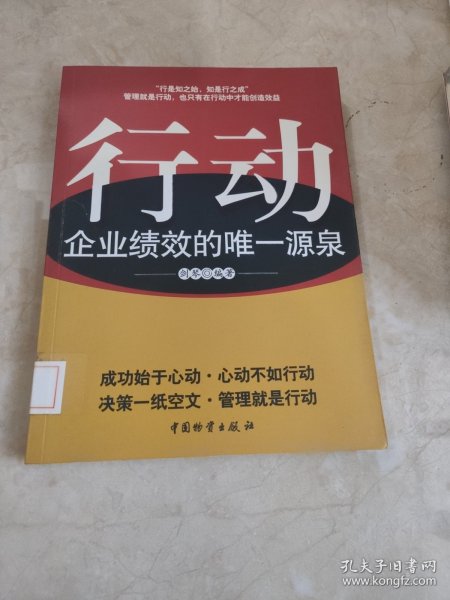 “行是知之始，知是行之成”
管理就是行动，也只有在行动中才能创造效益
行动
企业绩效的唯一源泉
剑琴◎编著
成功始于心动·心动不如行动
决策一纸空文·管理就是行动
中国物资出版社
孔夫子旧书网
www.kongfz.com